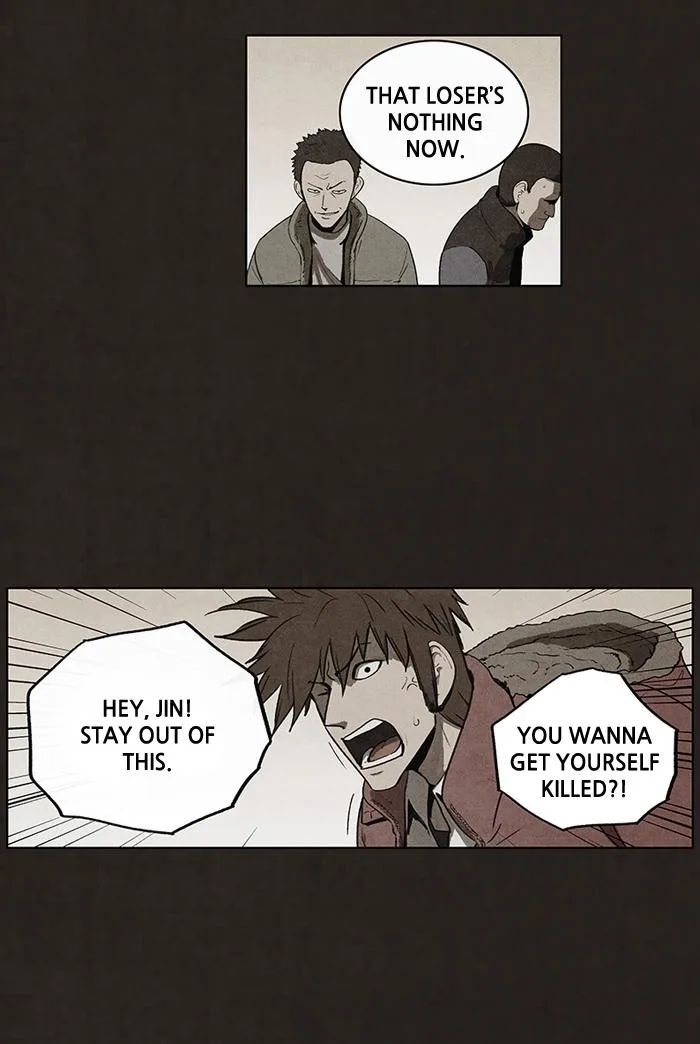 THAT LOSER'S
NOTHING
NOW.
HEY, JIN!
STAY OUT OF
THIS.
YOU WANNA
GET YOURSELF
KILLED?!